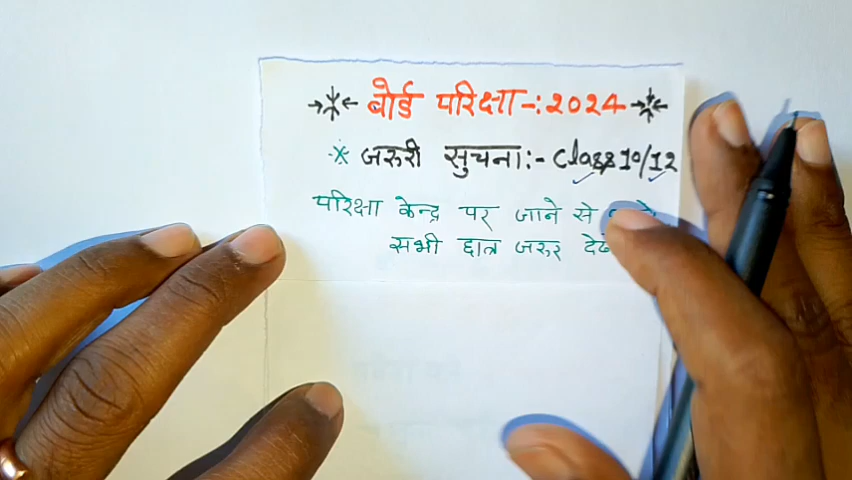 बोर्ड परिक्षा-: 2024
जरुरी सुचना:- Class 10/12
परिक्षा केन्द्र पर जाने से
सभी छात्र जरुर